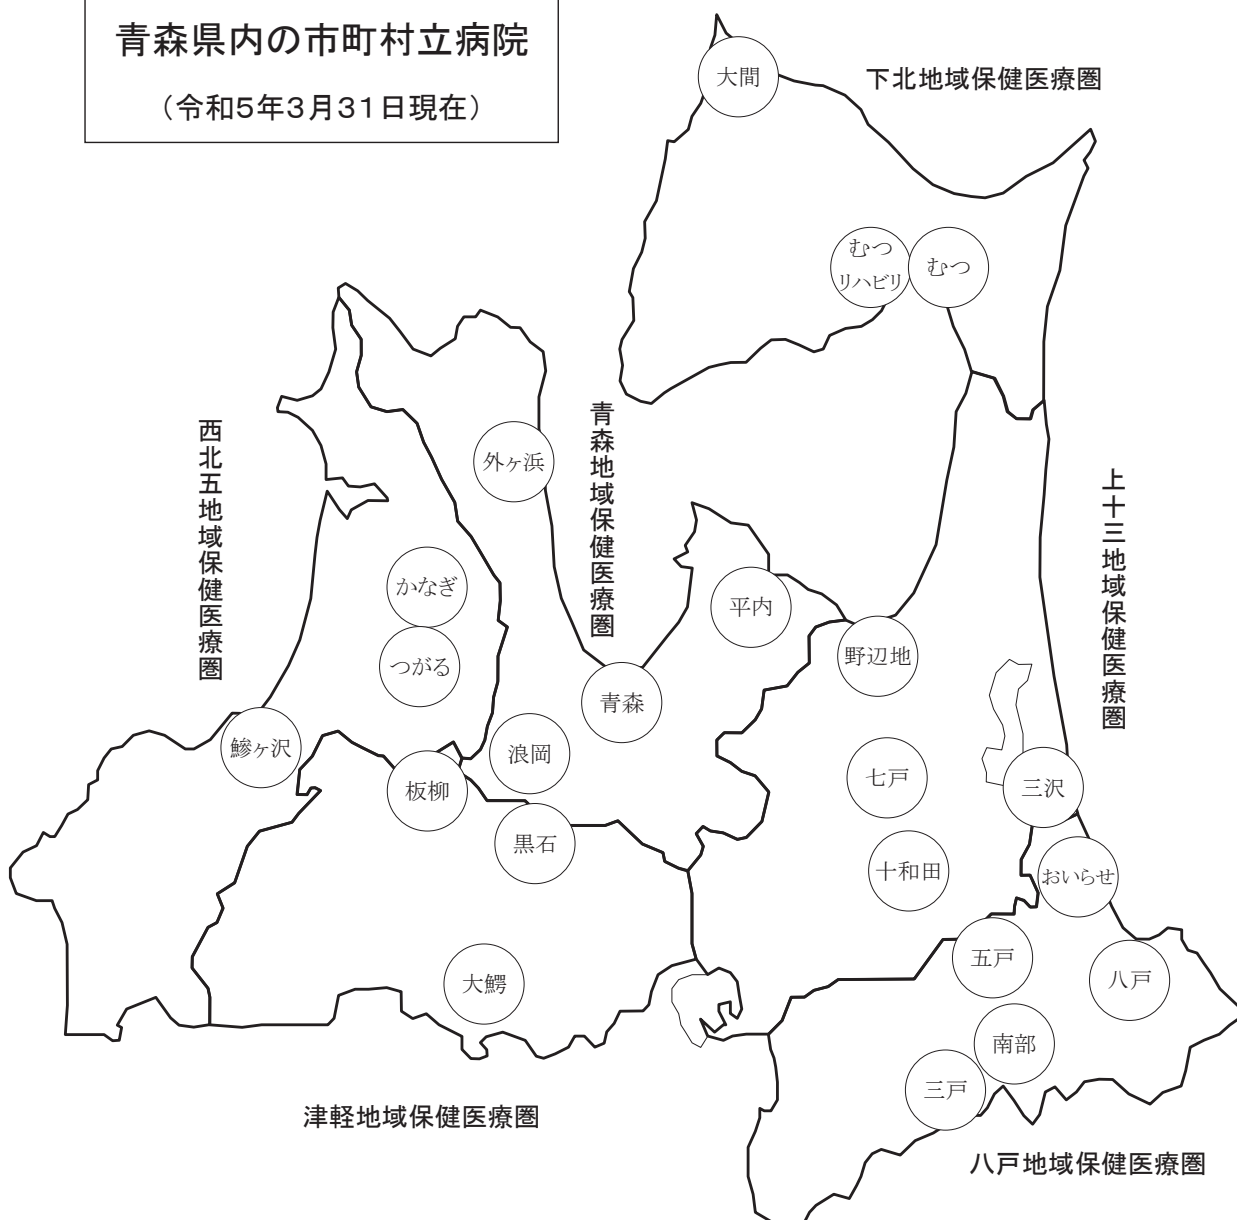 青森県内の市町村立病院
（令和5年3月31日現在）
下北地域保健医療圏
大間
むつ
リハビリ
むつ
西北五地域保健医療圏
青森地域保健医療圏
上十三地域保健医療圏
外ヶ浜
かなぎ
つがる
平内
野辺地
青森
鰺ヶ沢
浪岡
板柳
黒石
七戸
三沢
十和田
おいらせ
五戸
八戸
大鰐
南部
三戸
津軽地域保健医療圏
八戸地域保健医療圏